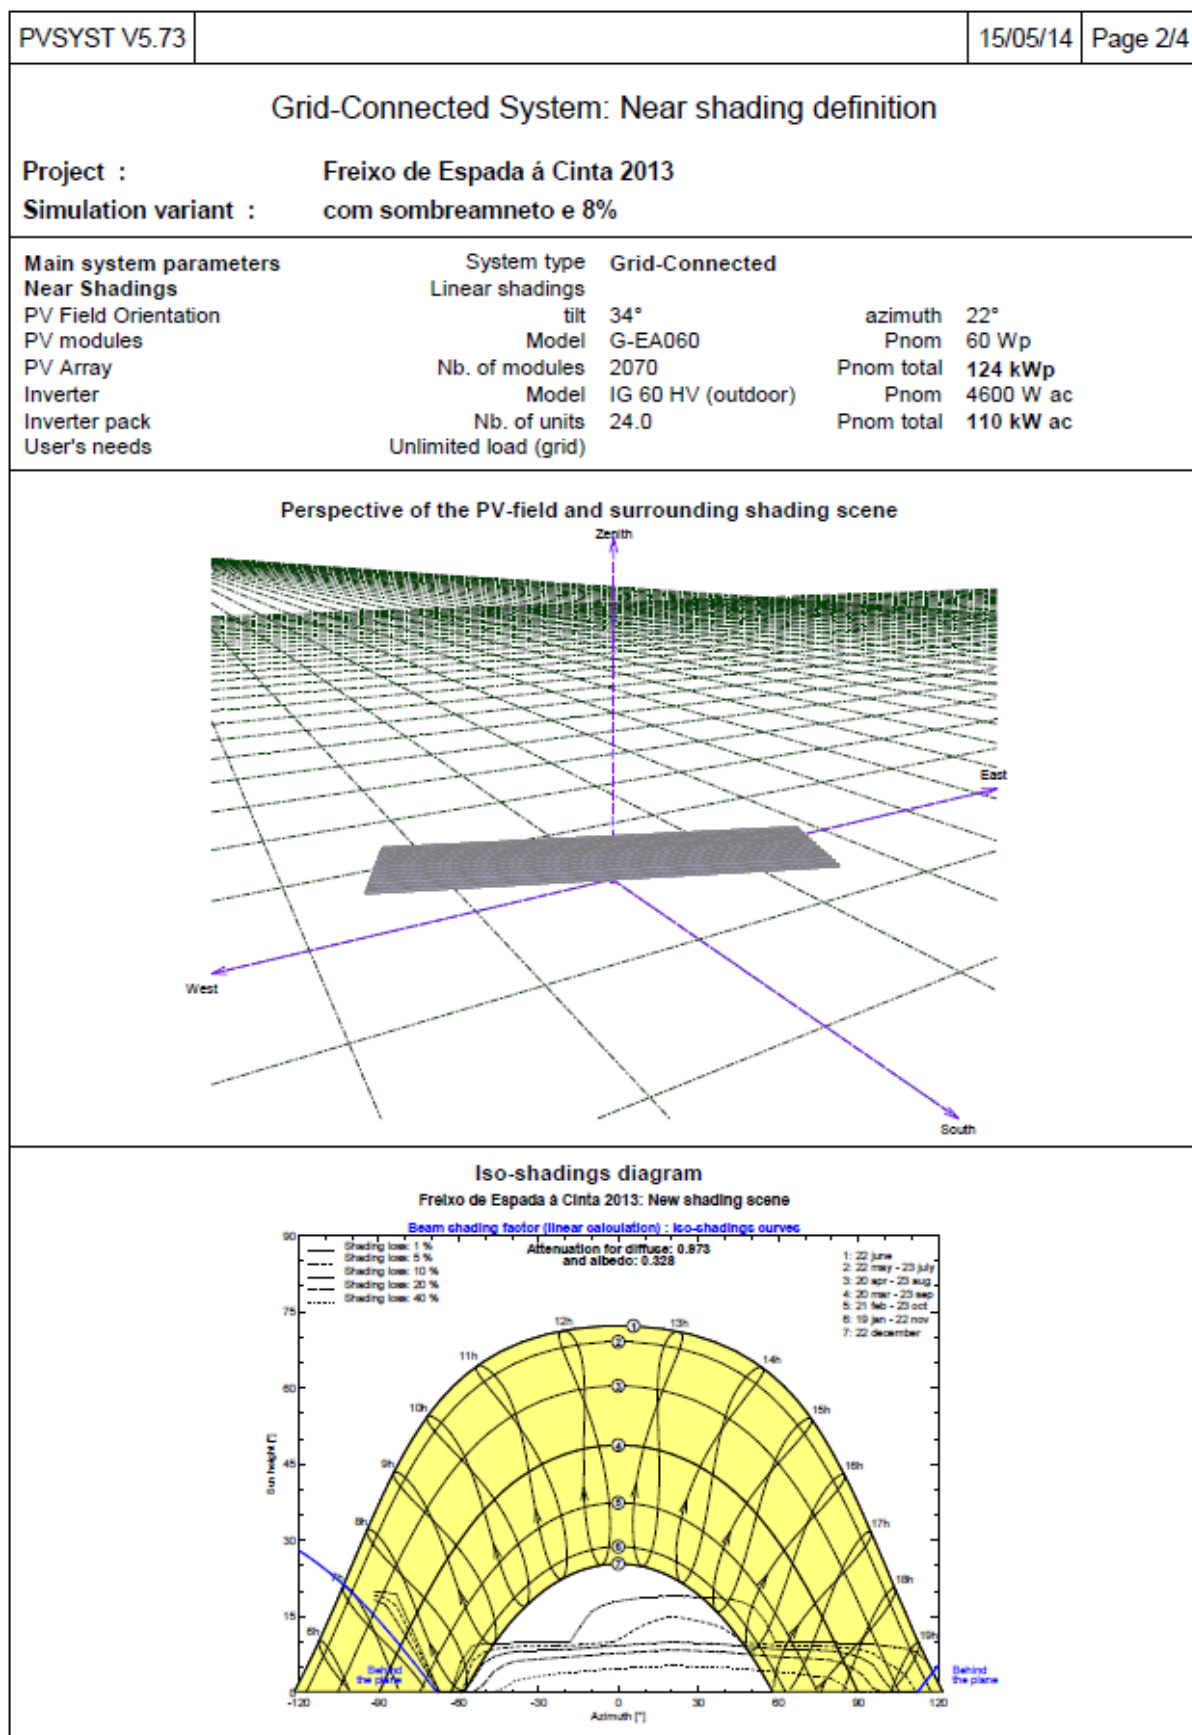 PVSYST V5.73 15/05/14 Page 2/4
Grid-Connected System: Near shading definition
Project : Freixo de Espada á Cinta 2013
Simulation variant : com sombreamneto e 8%
Main system parameters System type Grid-Connected
Near Shadings Linear shadings
PV Field Orientation tilt 34° azimuth 22°
PV modules Model G-EA060 Pnom 60 Wp
PV Array Nb. of modules 2070 Pnom total 124 kWp
Inverter Model IG 60 HV (outdoor) Pnom 4600 W ac
Inverter pack Nb. of units 24.0 Pnom total 110 kW ac
User's needs Unlimited load (grid)
Perspective of the PV-field and surrounding shading scene
Zenith
East
West
South
Iso-shadings diagram
Freixo de Espada á Cinta 2013: New shading scene
Beam shading factor (linear calculation) : Iso-shadings curves
Attenuation for diffuse: 0.973
and albedo: 0.328
Shading loss: 1 %
Shading loss: 5 %
Shading loss: 10 %
Shading loss: 20 %
Shading loss: 40 %
1: 22 june
2: 22 may - 23 july
3: 20 apr - 23 aug
4: 20 mar - 23 sep
5: 21 feb - 23 oct
6: 19 jan - 22 nov
7: 22 december
90
75
60
45
30
15
0
Sun height [°]
6h
7h
8h
9h
10h
11h
12h
13h
14h
15h
16h
17h
18h
19h
1
2
3
4
5
6
7
Behind
the plane
Behind
the plane
-120 -90 -60 -30 0 30 60 90 120
Azimuth [°]